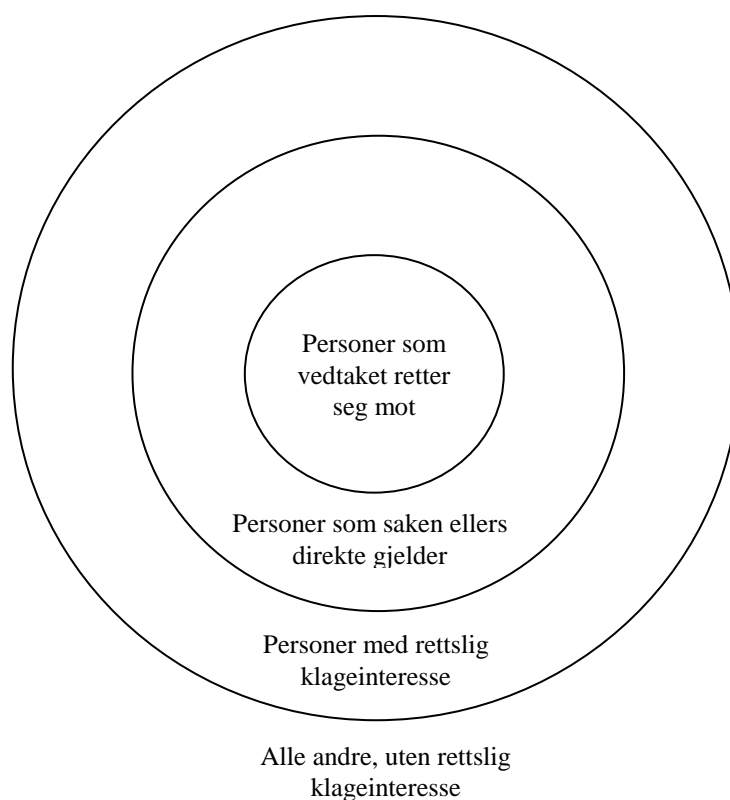 Personer som
vedtaket retter
seg mot
Personer som saken ellers
direkte gjelder
Personer med rettslig
klageinteresse
Alle andre, uten rettslig
klageinteresse